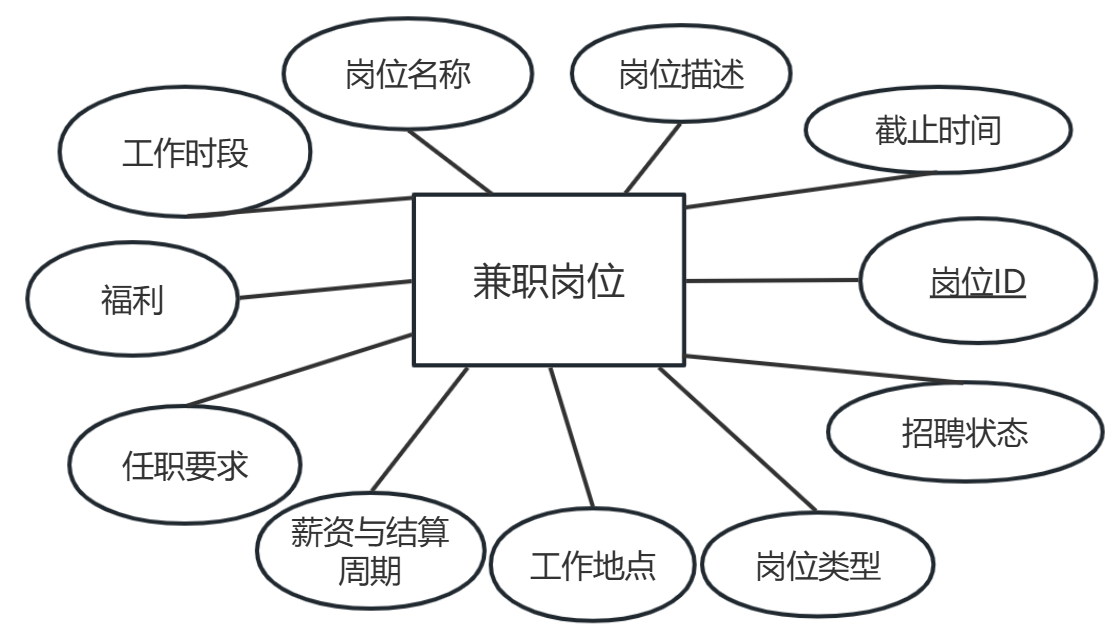 岗位名称
岗位描述
截止时间
工作时段
兼职岗位
岗位ID
福利
招聘状态
任职要求
薪资与结算
周期
工作地点
岗位类型